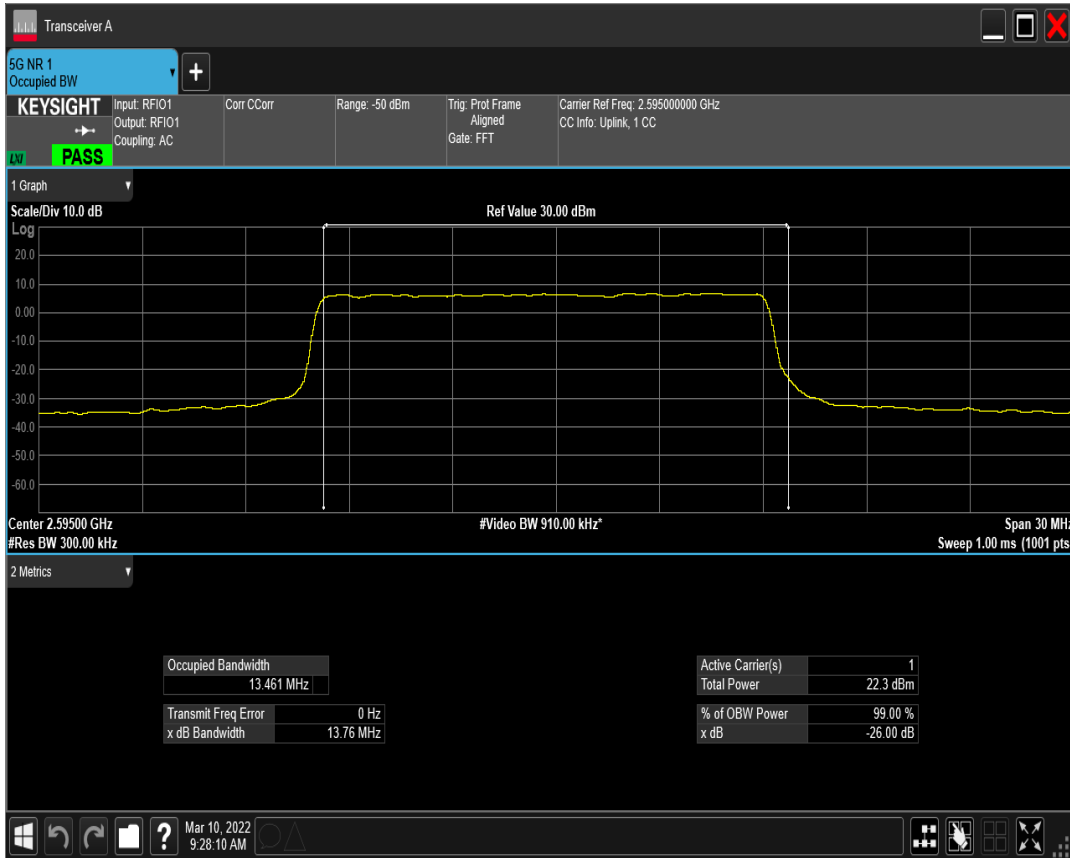 Transceiver A
5G NR 1
Occupied BW
+
KEYSIGHT
LXI
PASS
Input: RFIO1
Output: RFIO1
Coupling: AC
Corr CCorr
Range: -50 dBm
Trig: Prot Frame
Aligned
Gate: FFT
Carrier Ref Freq: 2.595000000 GHz
CC Info: Uplink, 1 CC
1 Graph
Scale/Div 10.0 dB
Ref Value 30.00 dBm
Log
20.0
10.0
0.00
-10.0
-20.0
-30.0
-40.0
-50.0
-60.0
Center 2.59500 GHz
#Video BW 910.00 kHz*
Span 30 MHz
#Res BW 300.00 kHz
Sweep 1.00 ms (1001 pts
2 Metrics
Occupied Bandwidth
13.461 MHz
Transmit Freq Error 0 Hz
x dB Bandwidth 13.76 MHz
Active Carrier(s) 1
Total Power 22.3 dBm
% of OBW Power 99.00 %
x dB -26.00 dB
?
Mar 10, 2022
9:28:10 AM